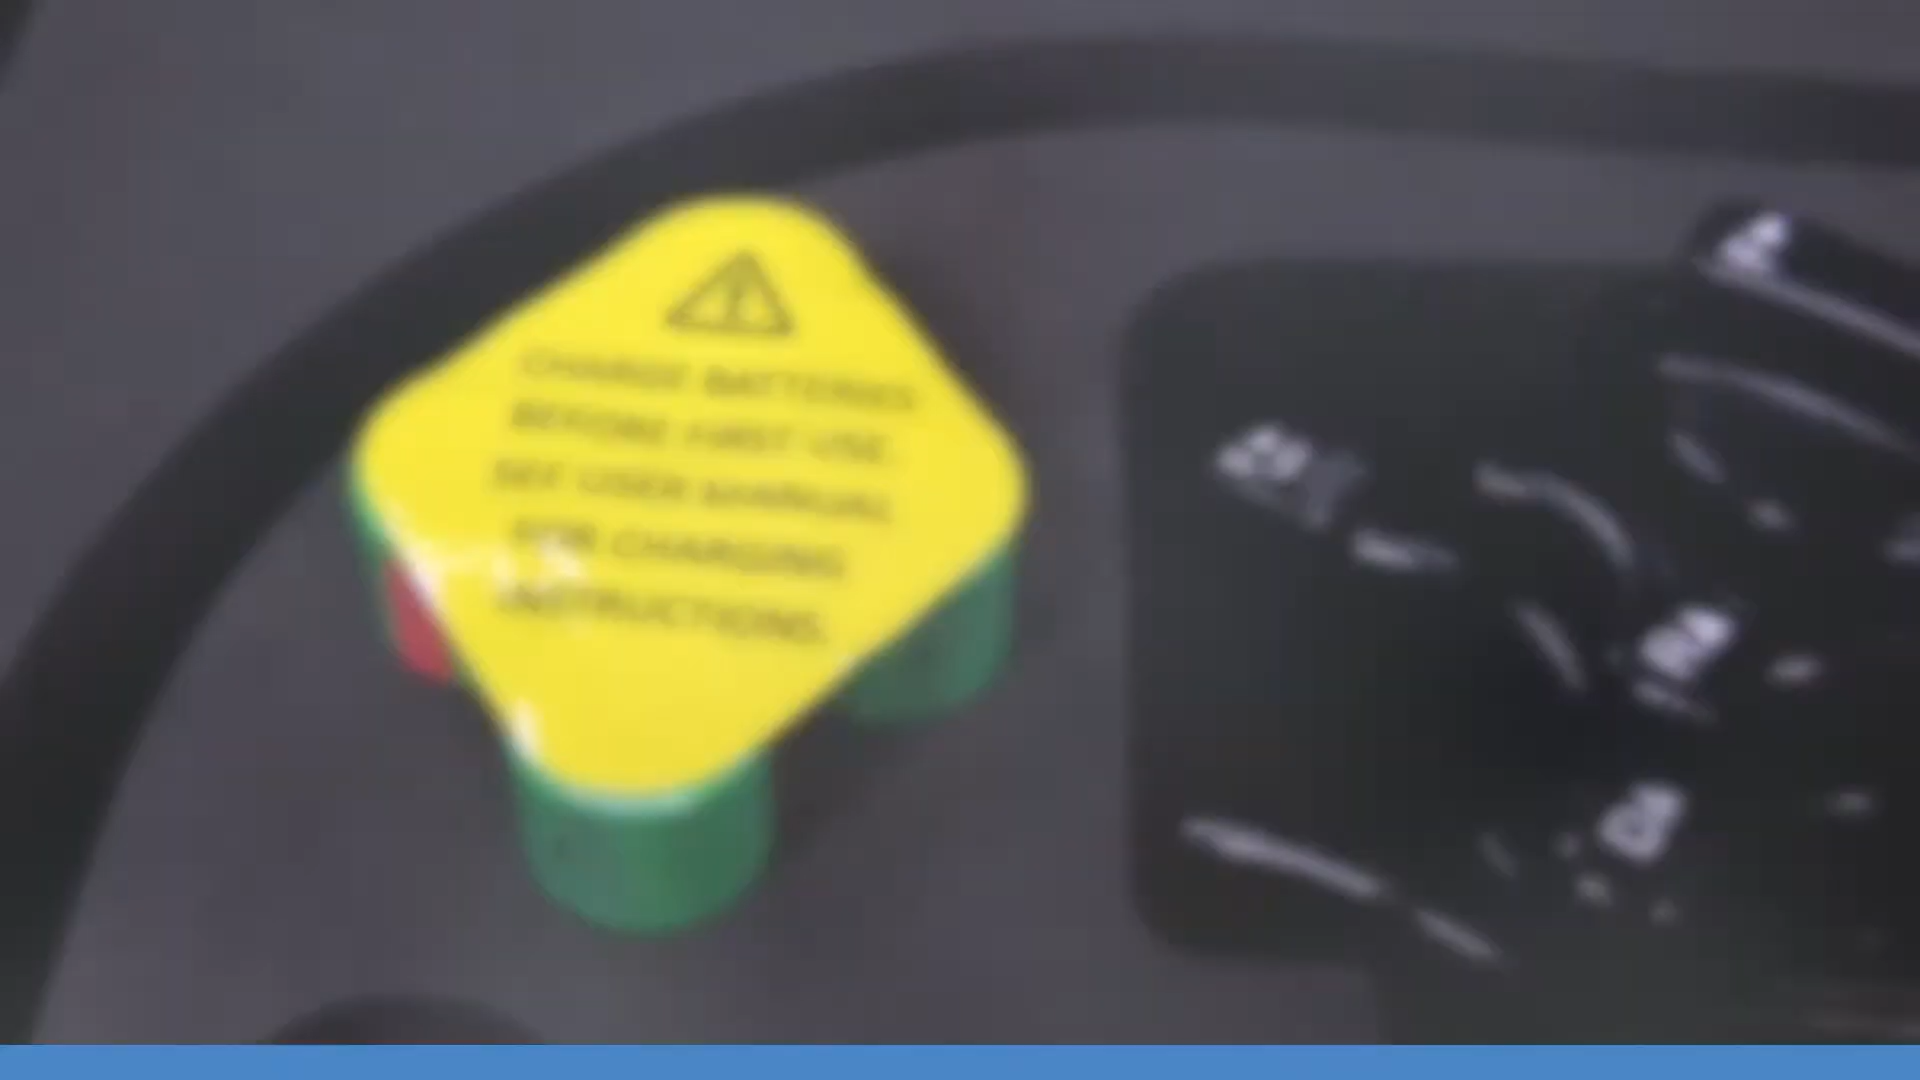 CHARGE BATTERIES
BEFORE FIRST USE.
SEE USER MANUAL
FOR CHARGING
INSTRUCTIONS.